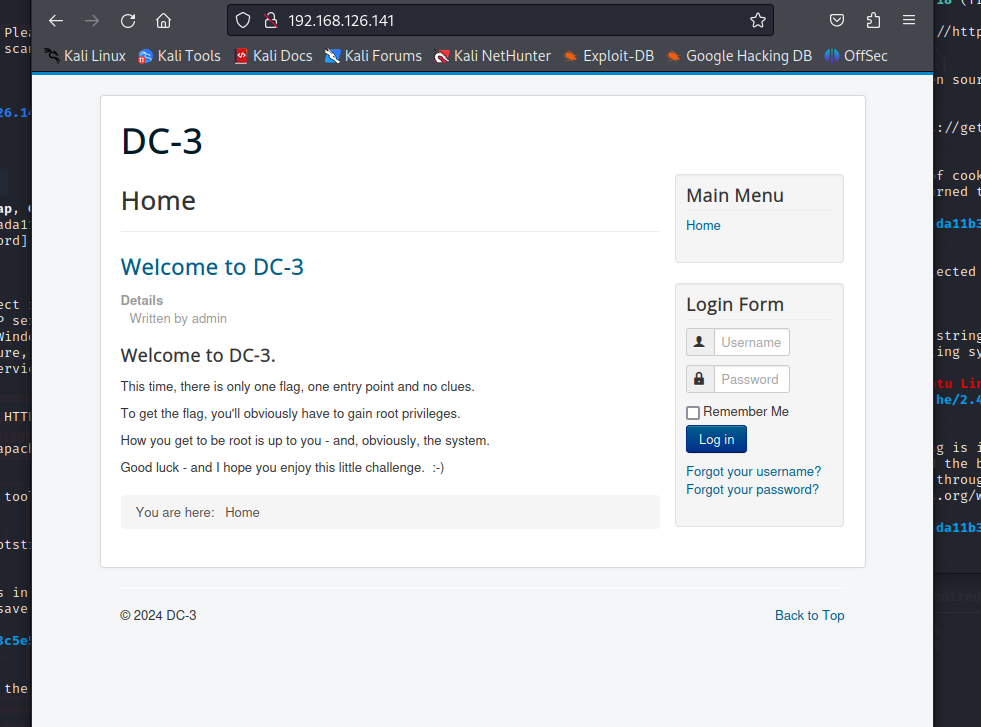 192.168.126.141
Kali Linux Kali Tools Kali Docs Kali Forums Kali NetHunter Exploit-DB Google Hacking DB OffSec
DC-3
Home
Welcome to DC-3
Details
Written by admin
Welcome to DC-3.
This time, there is only one flag, one entry point and no clues.
To get the flag, you'll obviously have to gain root privileges.
How you get to be root is up to you - and, obviously, the system.
Good luck - and I hope you enjoy this little challenge. :-)
You are here: Home
Main Menu
Home
Login Form
Username
Password
Remember Me
Log in
Forgot your username?
Forgot your password?
© 2024 DC-3
Back to Top